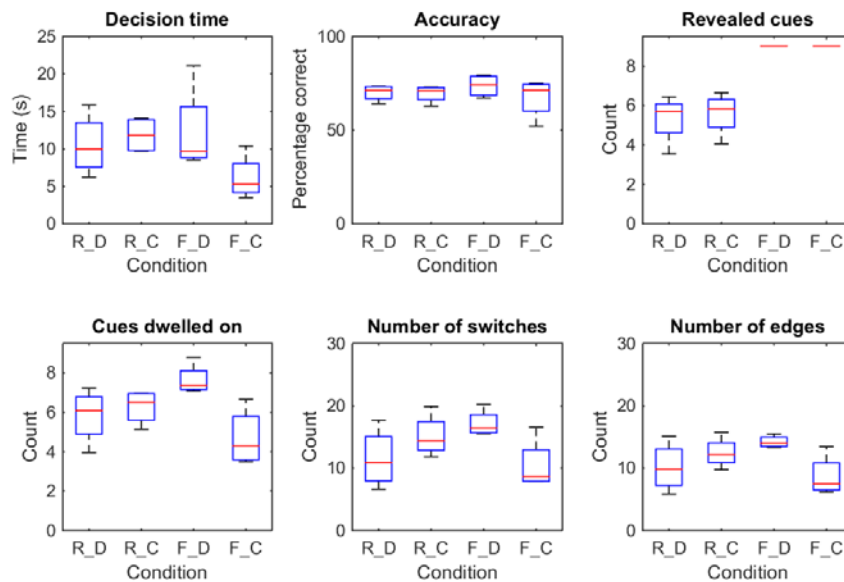 Decision time
Accuracy
Revealed cues
25
20
15
10
5
0
Time (s)
R_D R_C F_D F_C
Condition
100
50
0
Percentage correct
R_D R_C F_D F_C
Condition
8
6
4
2
0
Count
R_D R_C F_D F_C
Condition
Cues dwelled on
Number of switches
Number of edges
8
6
4
2
0
Count
R_D R_C F_D F_C
Condition
30
20
10
0
Count
R_D R_C F_D F_C
Condition
30
20
10
0
Count
R_D R_C F_D F_C
Condition